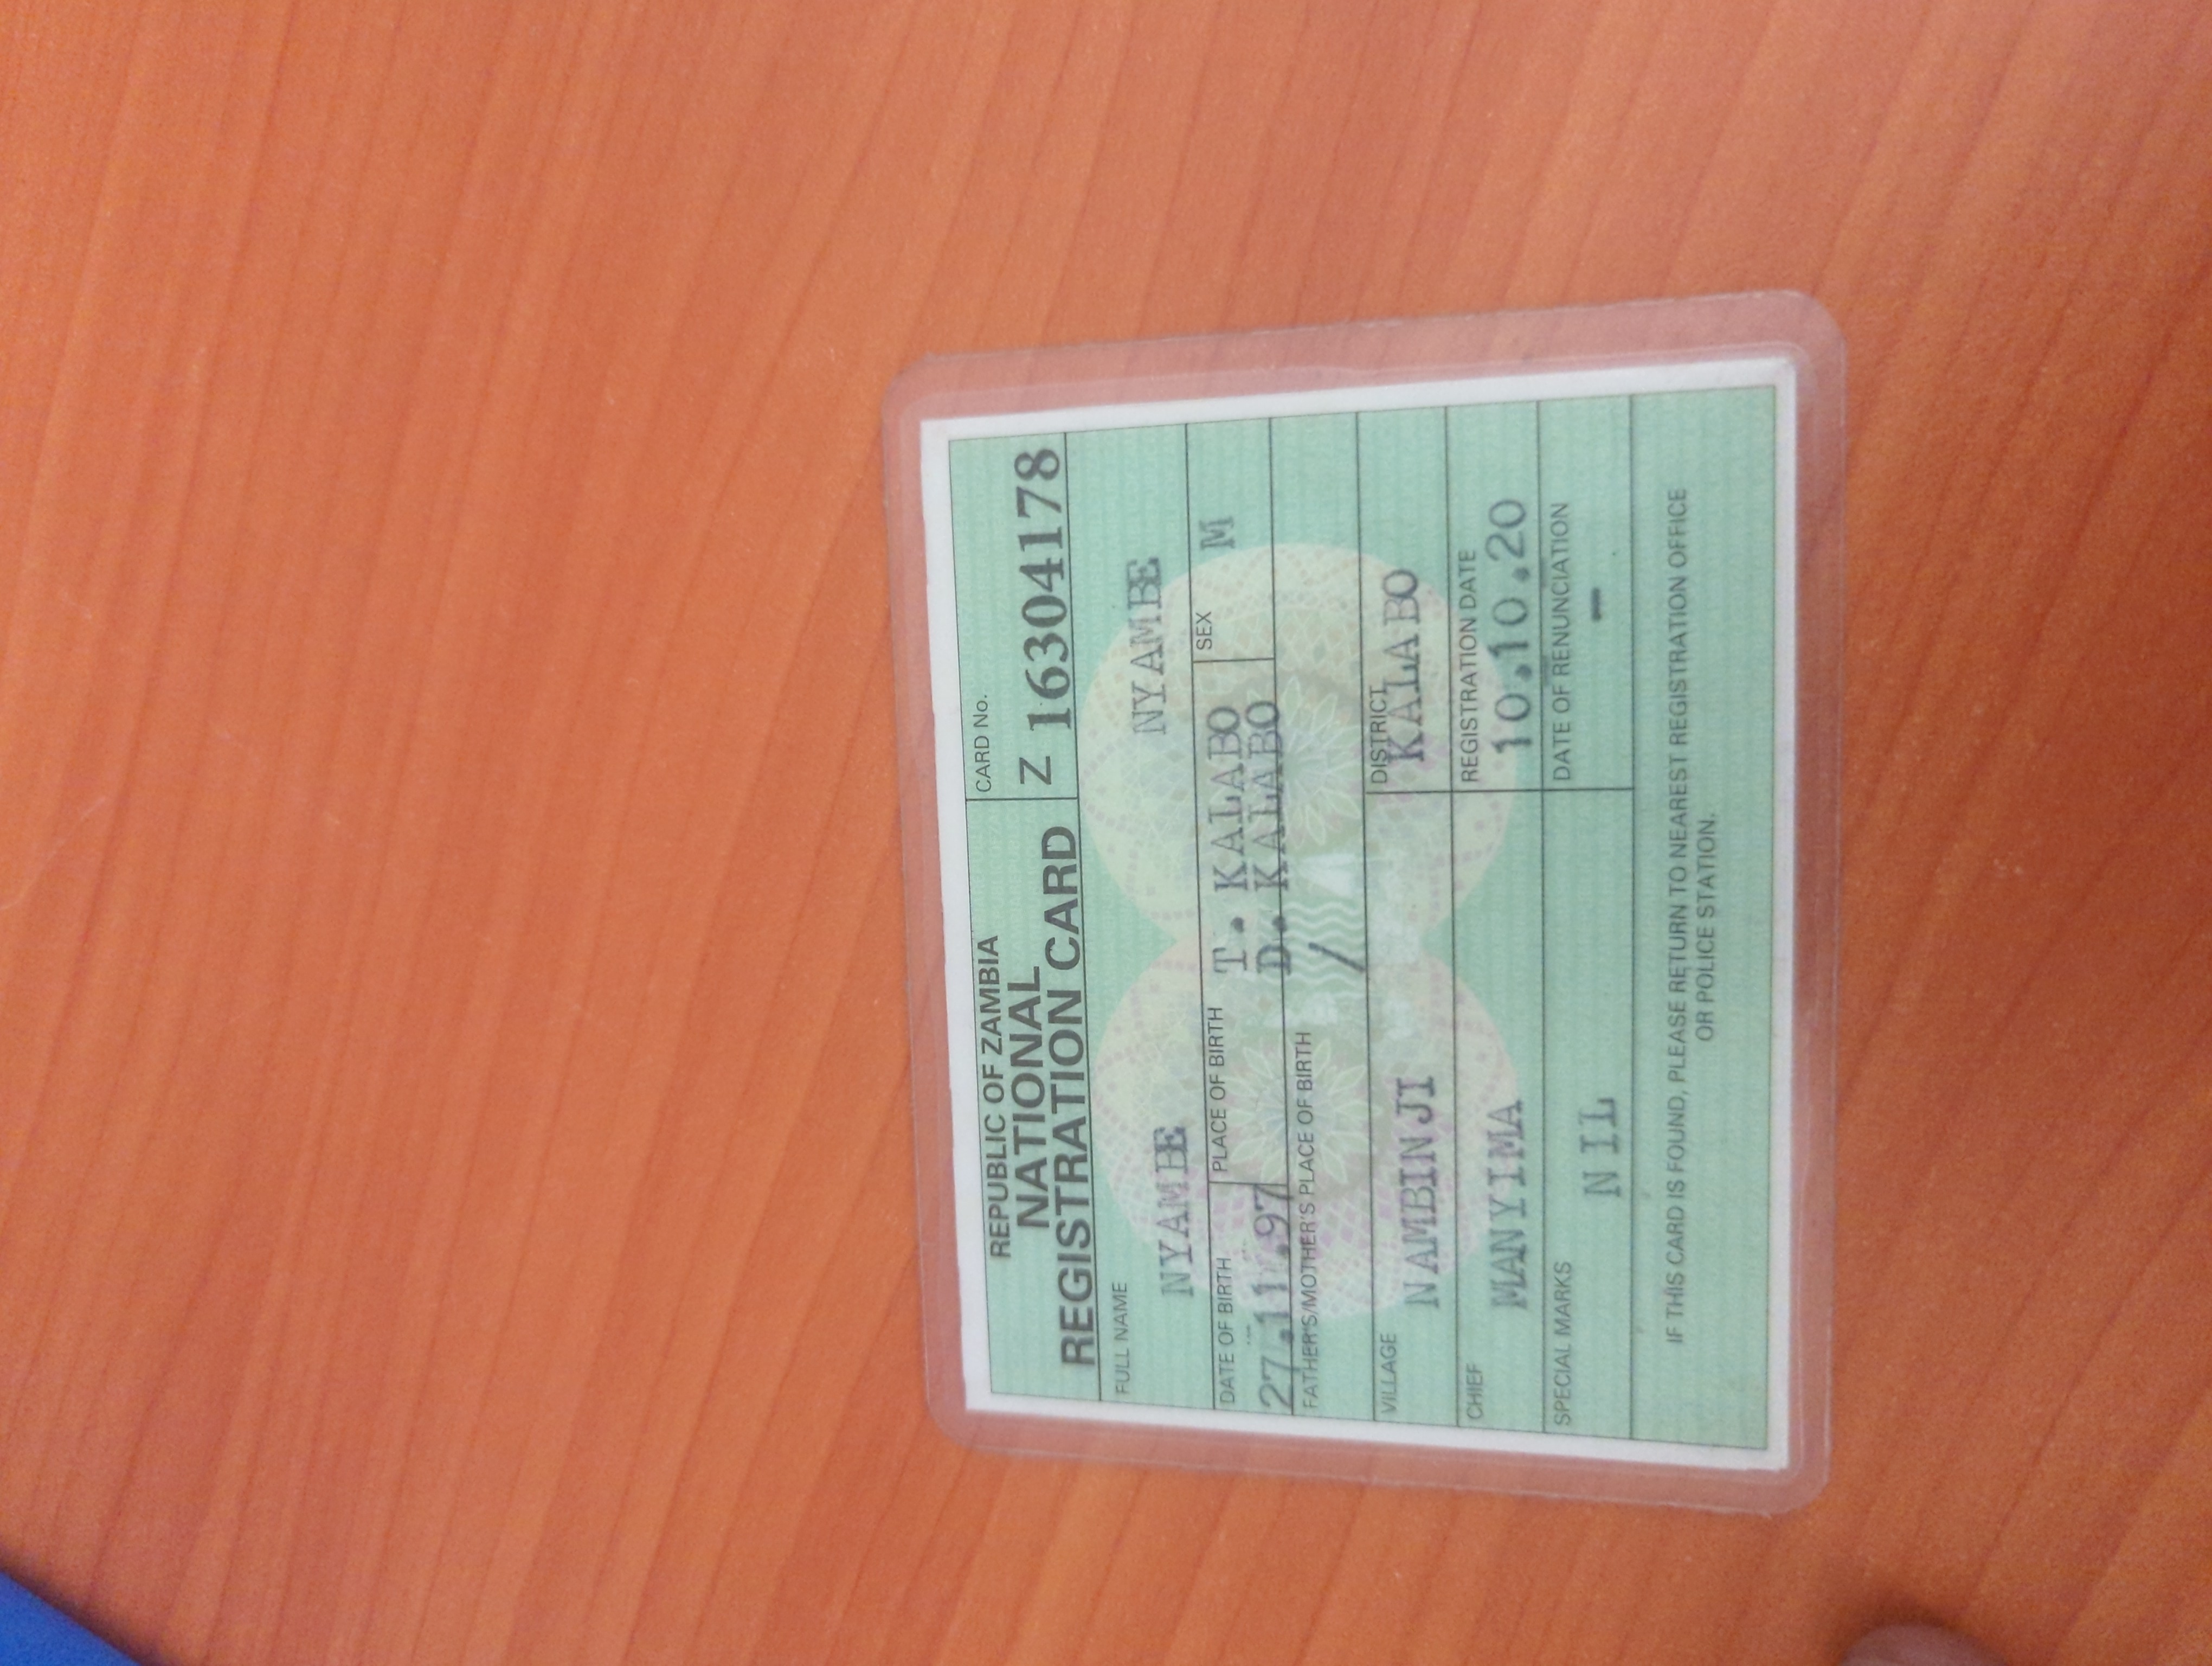 REPUBLIC OF ZAMBIA
NATIONAL
REGISTRATION CARD
CARD No.
Z 16304178
FULL NAME
NYAMBE NYAMBE
DATE OF BIRTH
27.11.97
PLACE OF BIRTH
T. KALABO
D. KALABO
SEX
M
FATHER'S/MOTHER'S PLACE OF BIRTH
/
VILLAGE
NAMBINJI
DISTRICT
KALABO
CHIEF
MANYIMA
REGISTRATION DATE
10.10.20
SPECIAL MARKS
NIL
DATE OF RENUNCIATION
-
IF THIS CARD IS FOUND, PLEASE RETURN TO NEAREST REGISTRATION OFFICE
OR POLICE STATION.